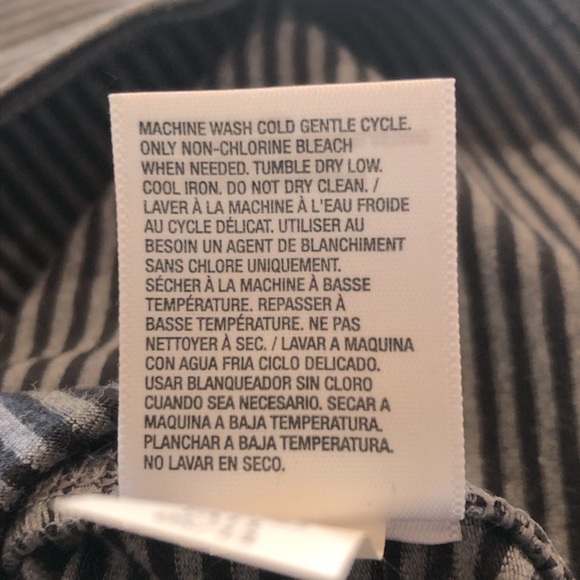 MACHINE WASH COLD GENTLE CYCLE.
ONLY NON-CHLORINE BLEACH
WHEN NEEDED. TUMBLE DRY LOW.
COOL IRON. DO NOT DRY CLEAN. /
LAVER À LA MACHINE À L'EAU FROIDE
AU CYCLE DÉLICAT. UTILISER AU
BESOIN UN AGENT DE BLANCHIMENT
SANS CHLORE UNIQUEMENT.
SÉCHER À LA MACHINE À BASSE
TEMPÉRATURE. REPASSER À
BASSE TEMPÉRATURE. NE PAS
NETTOYER À SEC. / LAVAR A MAQUINA
CON AGUA FRIA CICLO DELICADO.
USAR BLANQUEADOR SIN CLORO
CUANDO SEA NECESARIO. SECAR A
MAQUINA A BAJA TEMPERATURA.
PLANCHAR A BAJA TEMPERATURA.
NO LAVAR EN SECO.